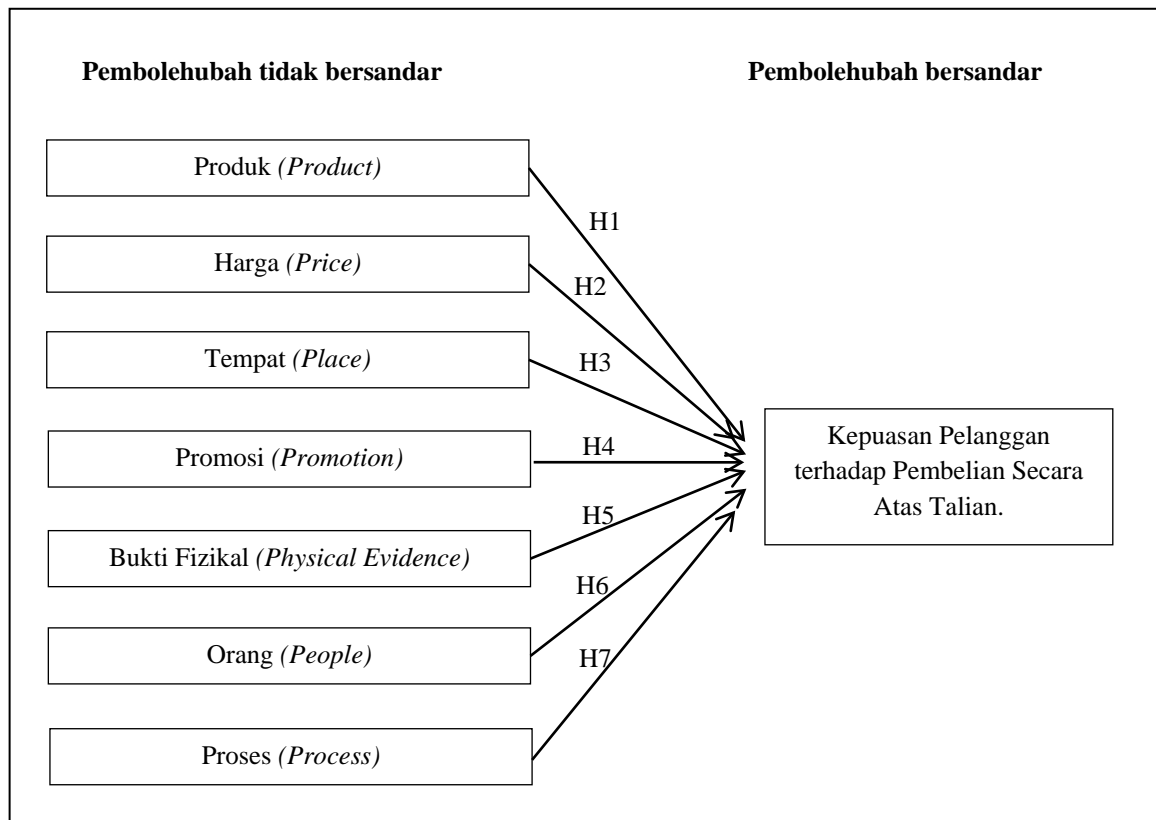 Pembolehubah tidak bersandar
Pembolehubah bersandar
Produk (Product)
H1
Harga (Price)
H2
Tempat (Place)
H3
Promosi (Promotion)
H4
Kepuasan Pelanggan
terhadap Pembelian Secara
Atas Talian.
Bukti Fizikal (Physical Evidence)
H5
Orang (People)
H6
Proses (Process)
H7